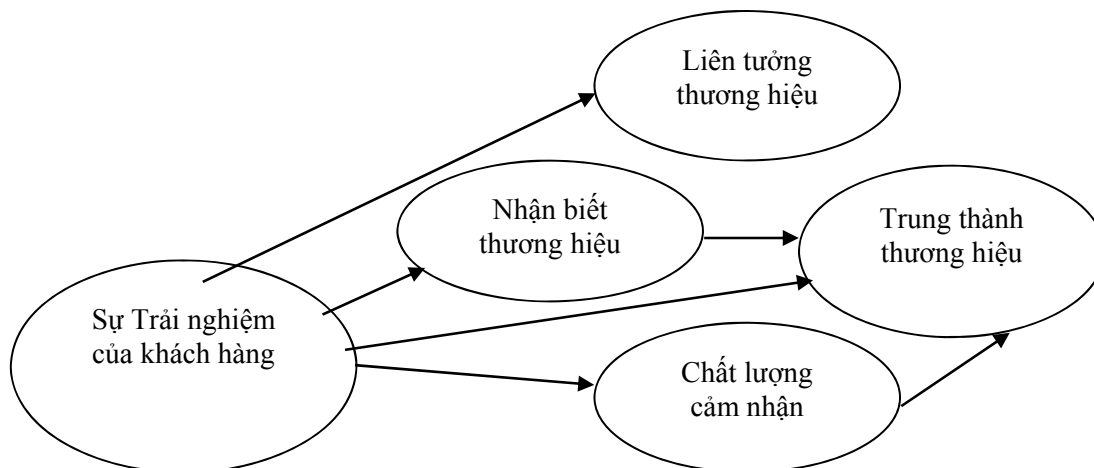 Liên tưởng
thương hiệu
Nhận biết
thương hiệu
Trung thành
thương hiệu
Sự Trải nghiệm
của khách hàng
Chất lượng
cảm nhận